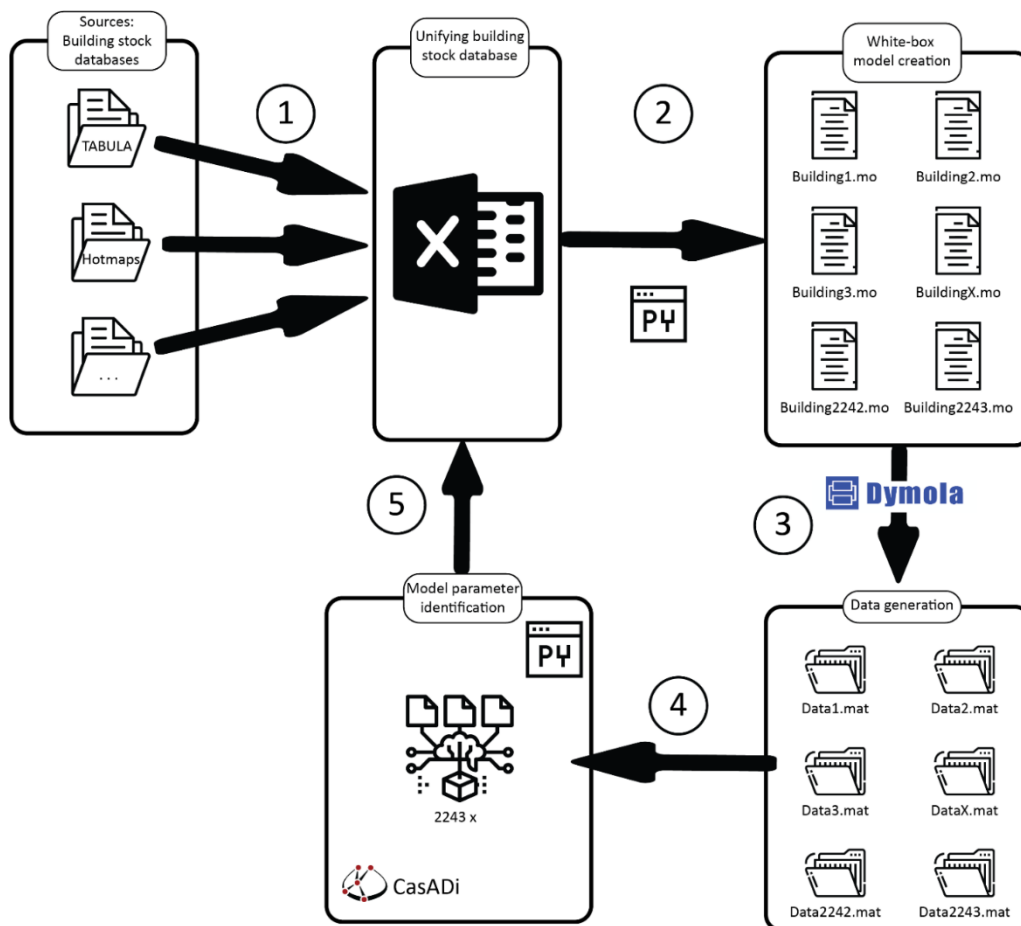 Sources:
Building stock
databases
TABULA
Hotmaps
...
1
Unifying building
stock database
X
2
PY
White-box
model creation
Building1.mo
Building2.mo
Building3.mo
BuildingX.mo
Building2242.mo
Building2243.mo
3
Dymola
Data generation
Data1.mat
Data2.mat
Data3.mat
DataX.mat
Data2242.mat
Data2243.mat
4
Model parameter
identification
PY
2243 x
CasADi
5